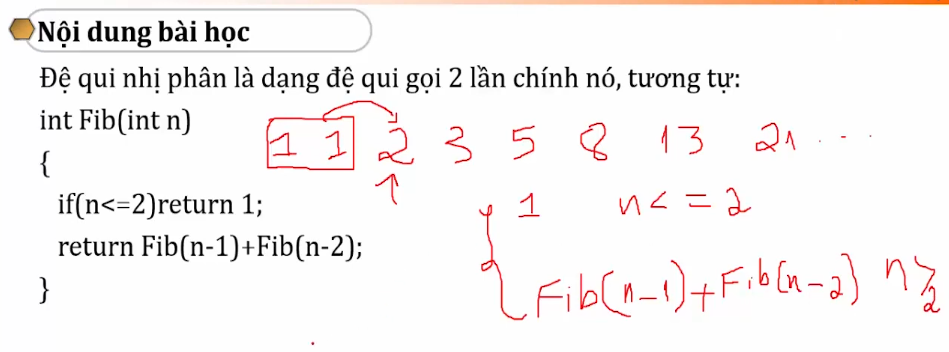 Nội dung bài học
Đệ qui nhị phân là dạng đệ qui gọi 2 lần chính nó, tương tự:
int Fib(int n)
1 1 2 3 5 8 13 21 ...
{
if(n<=2)return 1;
1 n<=2
return Fib(n-1)+Fib(n-2);
Fib(n-1)+Fib(n-2) n>2
}